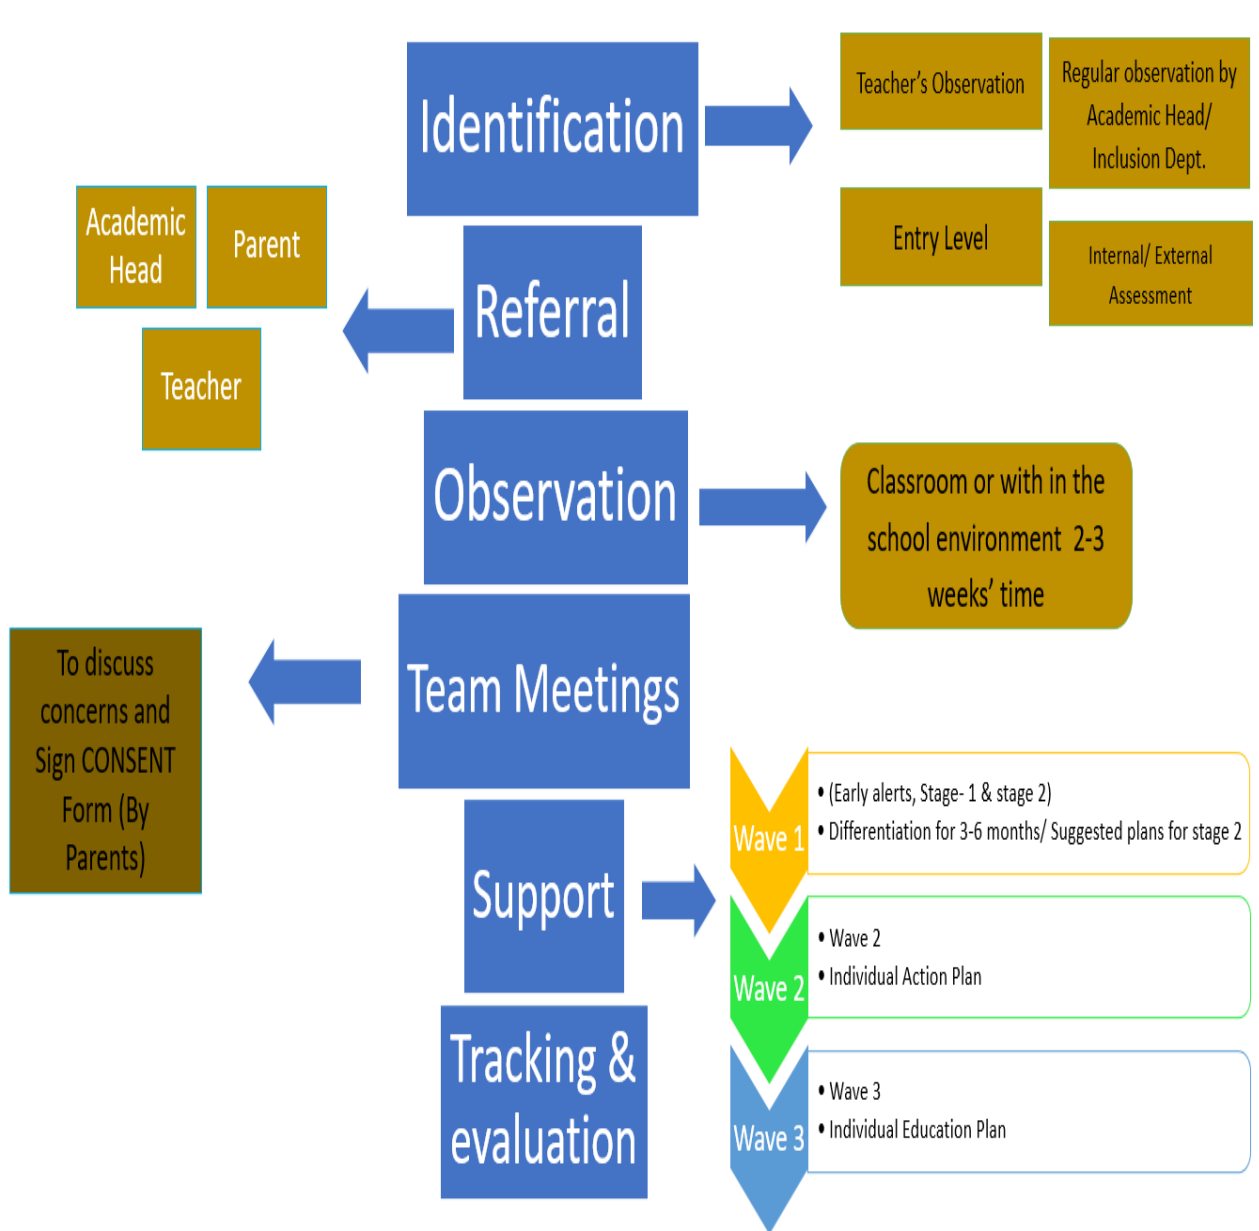 Identification
Teacher’s Observation
Regular observation by
Academic Head/
Inclusion Dept.
Entry Level
Internal/ External
Assessment
Referral
Academic
Head
Parent
Teacher
Observation
Classroom or with in the
school environment 2-3
weeks’ time
Team Meetings
To discuss
concerns and
Sign CONSENT
Form (By
Parents)
Support
Wave 1
• (Early alerts, Stage- 1 & stage 2)
• Differentiation for 3-6 months/ Suggested plans for stage 2
Wave 2
• Wave 2
• Individual Action Plan
Wave 3
• Wave 3
• Individual Education Plan
Tracking &
evaluation